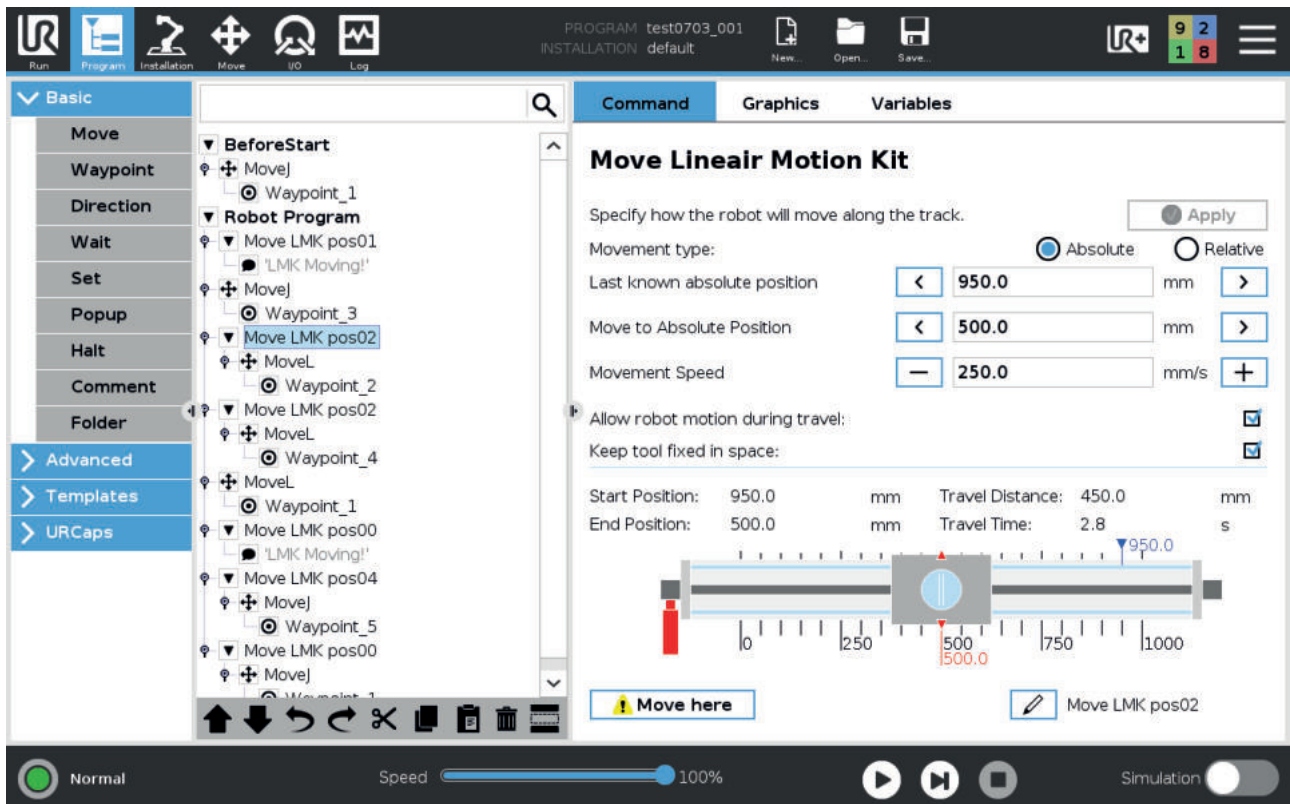 PROGRAM test0703_001
INSTALLATION default
UR
UR+
9 2
1 8
Run Program Installation Move I/O Log
New... Open... Save...
Basic
Move
Waypoint
Direction
Wait
Set
Popup
Halt
Comment
Folder
Advanced
Templates
URCaps
BeforeStart
MoveJ
Waypoint_1
Robot Program
Move LMK pos01
'LMK Moving!'
MoveJ
Waypoint_3
Move LMK pos02
MoveL
Waypoint_2
Move LMK pos02
MoveL
Waypoint_4
MoveL
Waypoint_1
Move LMK pos00
'LMK Moving!'
Move LMK pos04
MoveJ
Waypoint_5
Move LMK pos00
MoveJ
Command Graphics Variables
Move Lineair Motion Kit
Specify how the robot will move along the track. Apply
Movement type: Absolute Relative
Last known absolute position 950.0 mm
Move to Absolute Position 500.0 mm
Movement Speed 250.0 mm/s
Allow robot motion during travel:
Keep tool fixed in space:
Start Position: 950.0 mm Travel Distance: 450.0 mm
End Position: 500.0 mm Travel Time: 2.8 s
950.0
0 250 500 750 1000
500.0
Move here Move LMK pos02
Normal Speed 100% Simulation